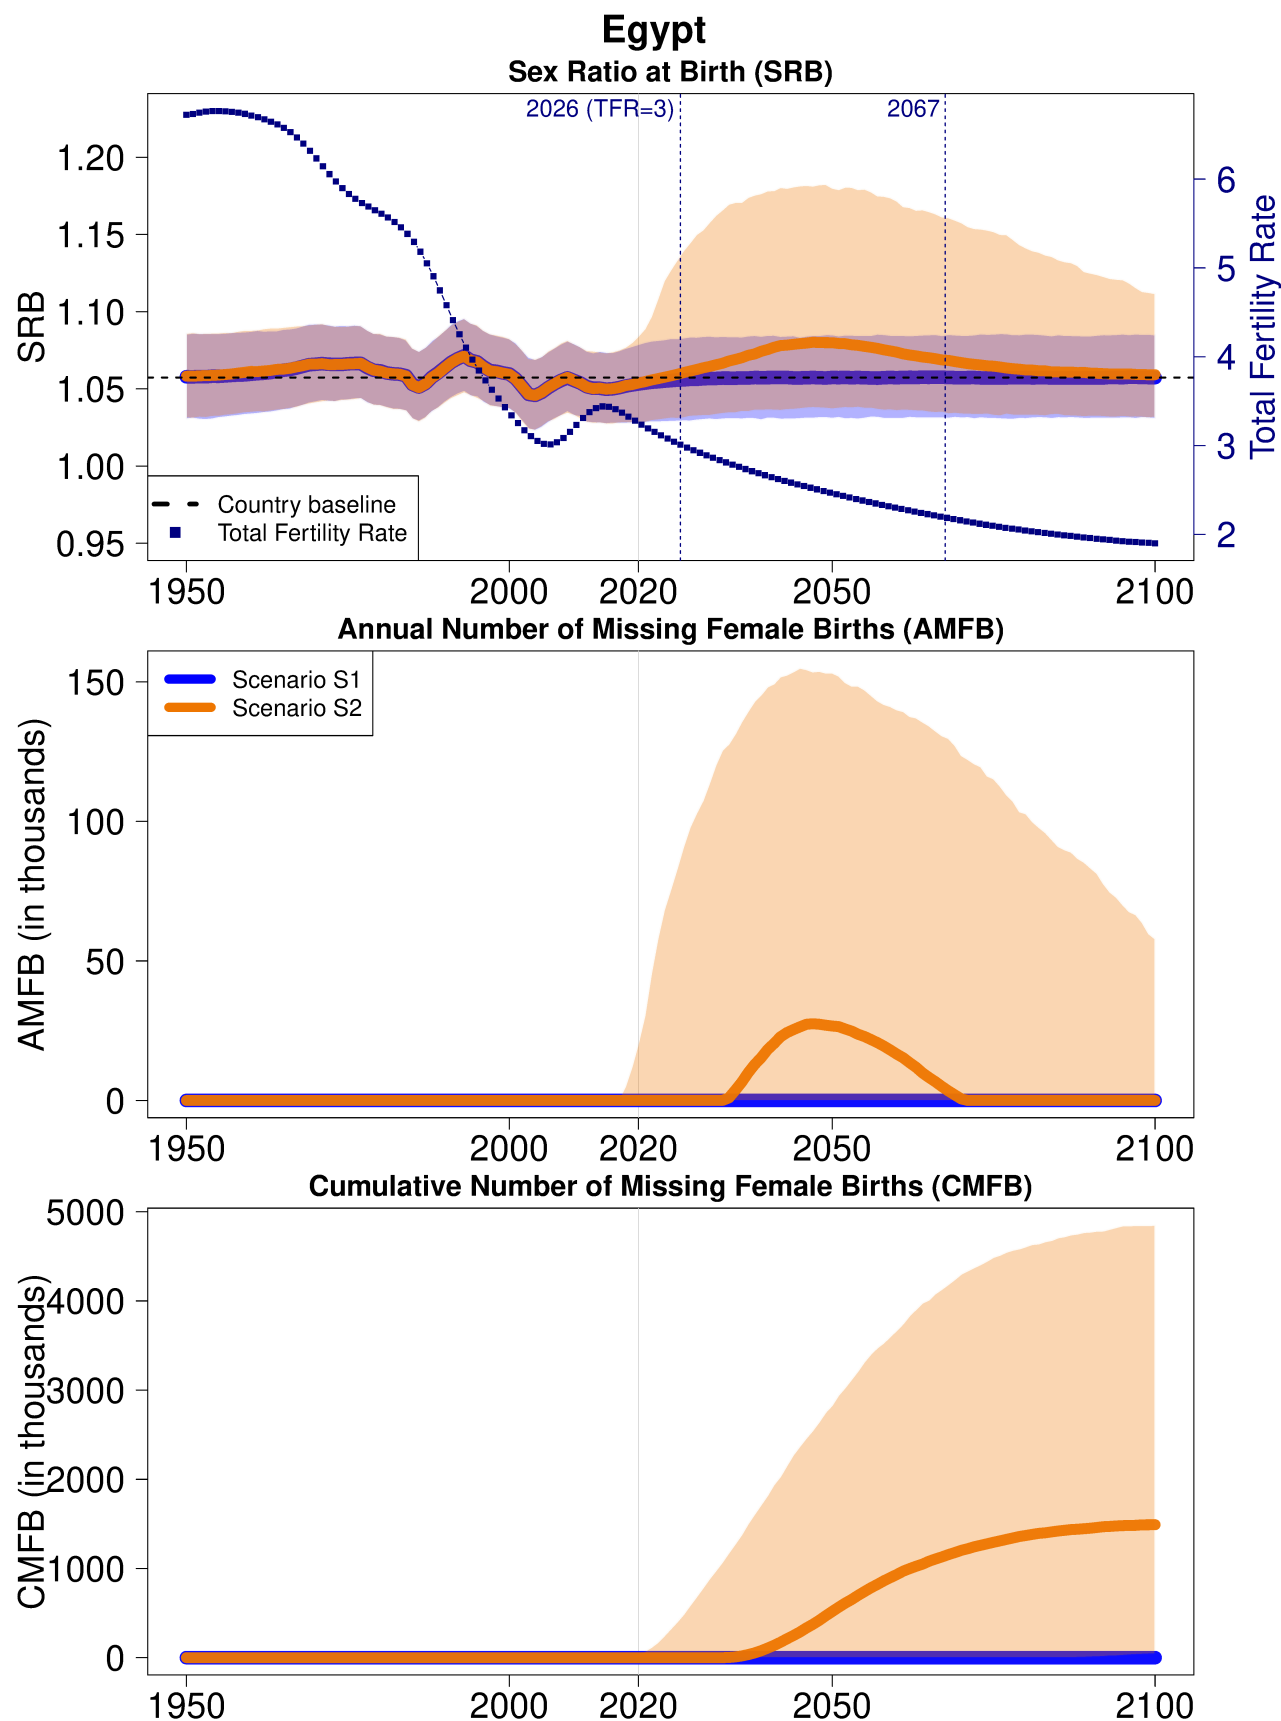 Egypt
Sex Ratio at Birth (SRB)
2026 (TFR=3)
2067
1.20
1.15
1.10
1.05
1.00
0.95
SRB
6
5
4
3
2
Total Fertility Rate
Country baseline
Total Fertility Rate
1950
2000
2020
2050
2100
Annual Number of Missing Female Births (AMFB)
150
100
50
0
AMFB (in thousands)
Scenario S1
Scenario S2
1950
2000
2020
2050
2100
Cumulative Number of Missing Female Births (CMFB)
5000
4000
3000
2000
1000
0
CMFB (in thousands)
1950
2000
2020
2050
2100